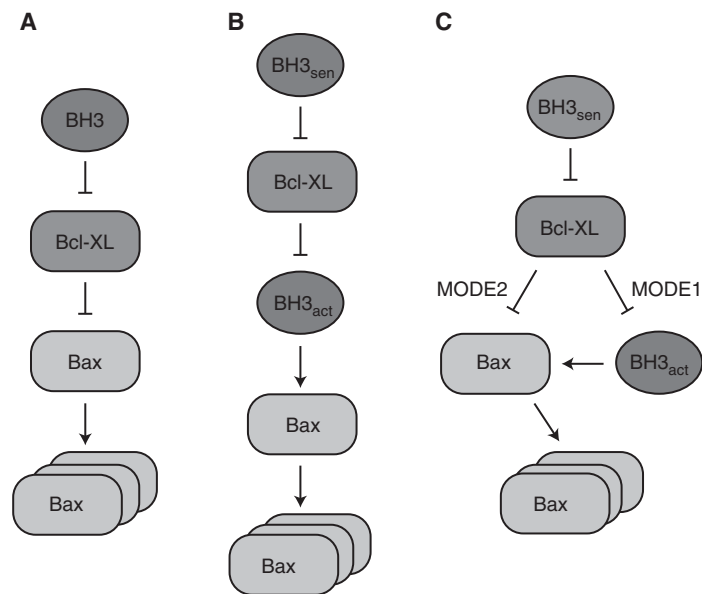 A
BH3
Bcl-XL
Bax
Bax
B
BH3sen
Bcl-XL
BH3act
Bax
Bax
C
BH3sen
Bcl-XL
MODE2
MODE1
Bax
BH3act
Bax